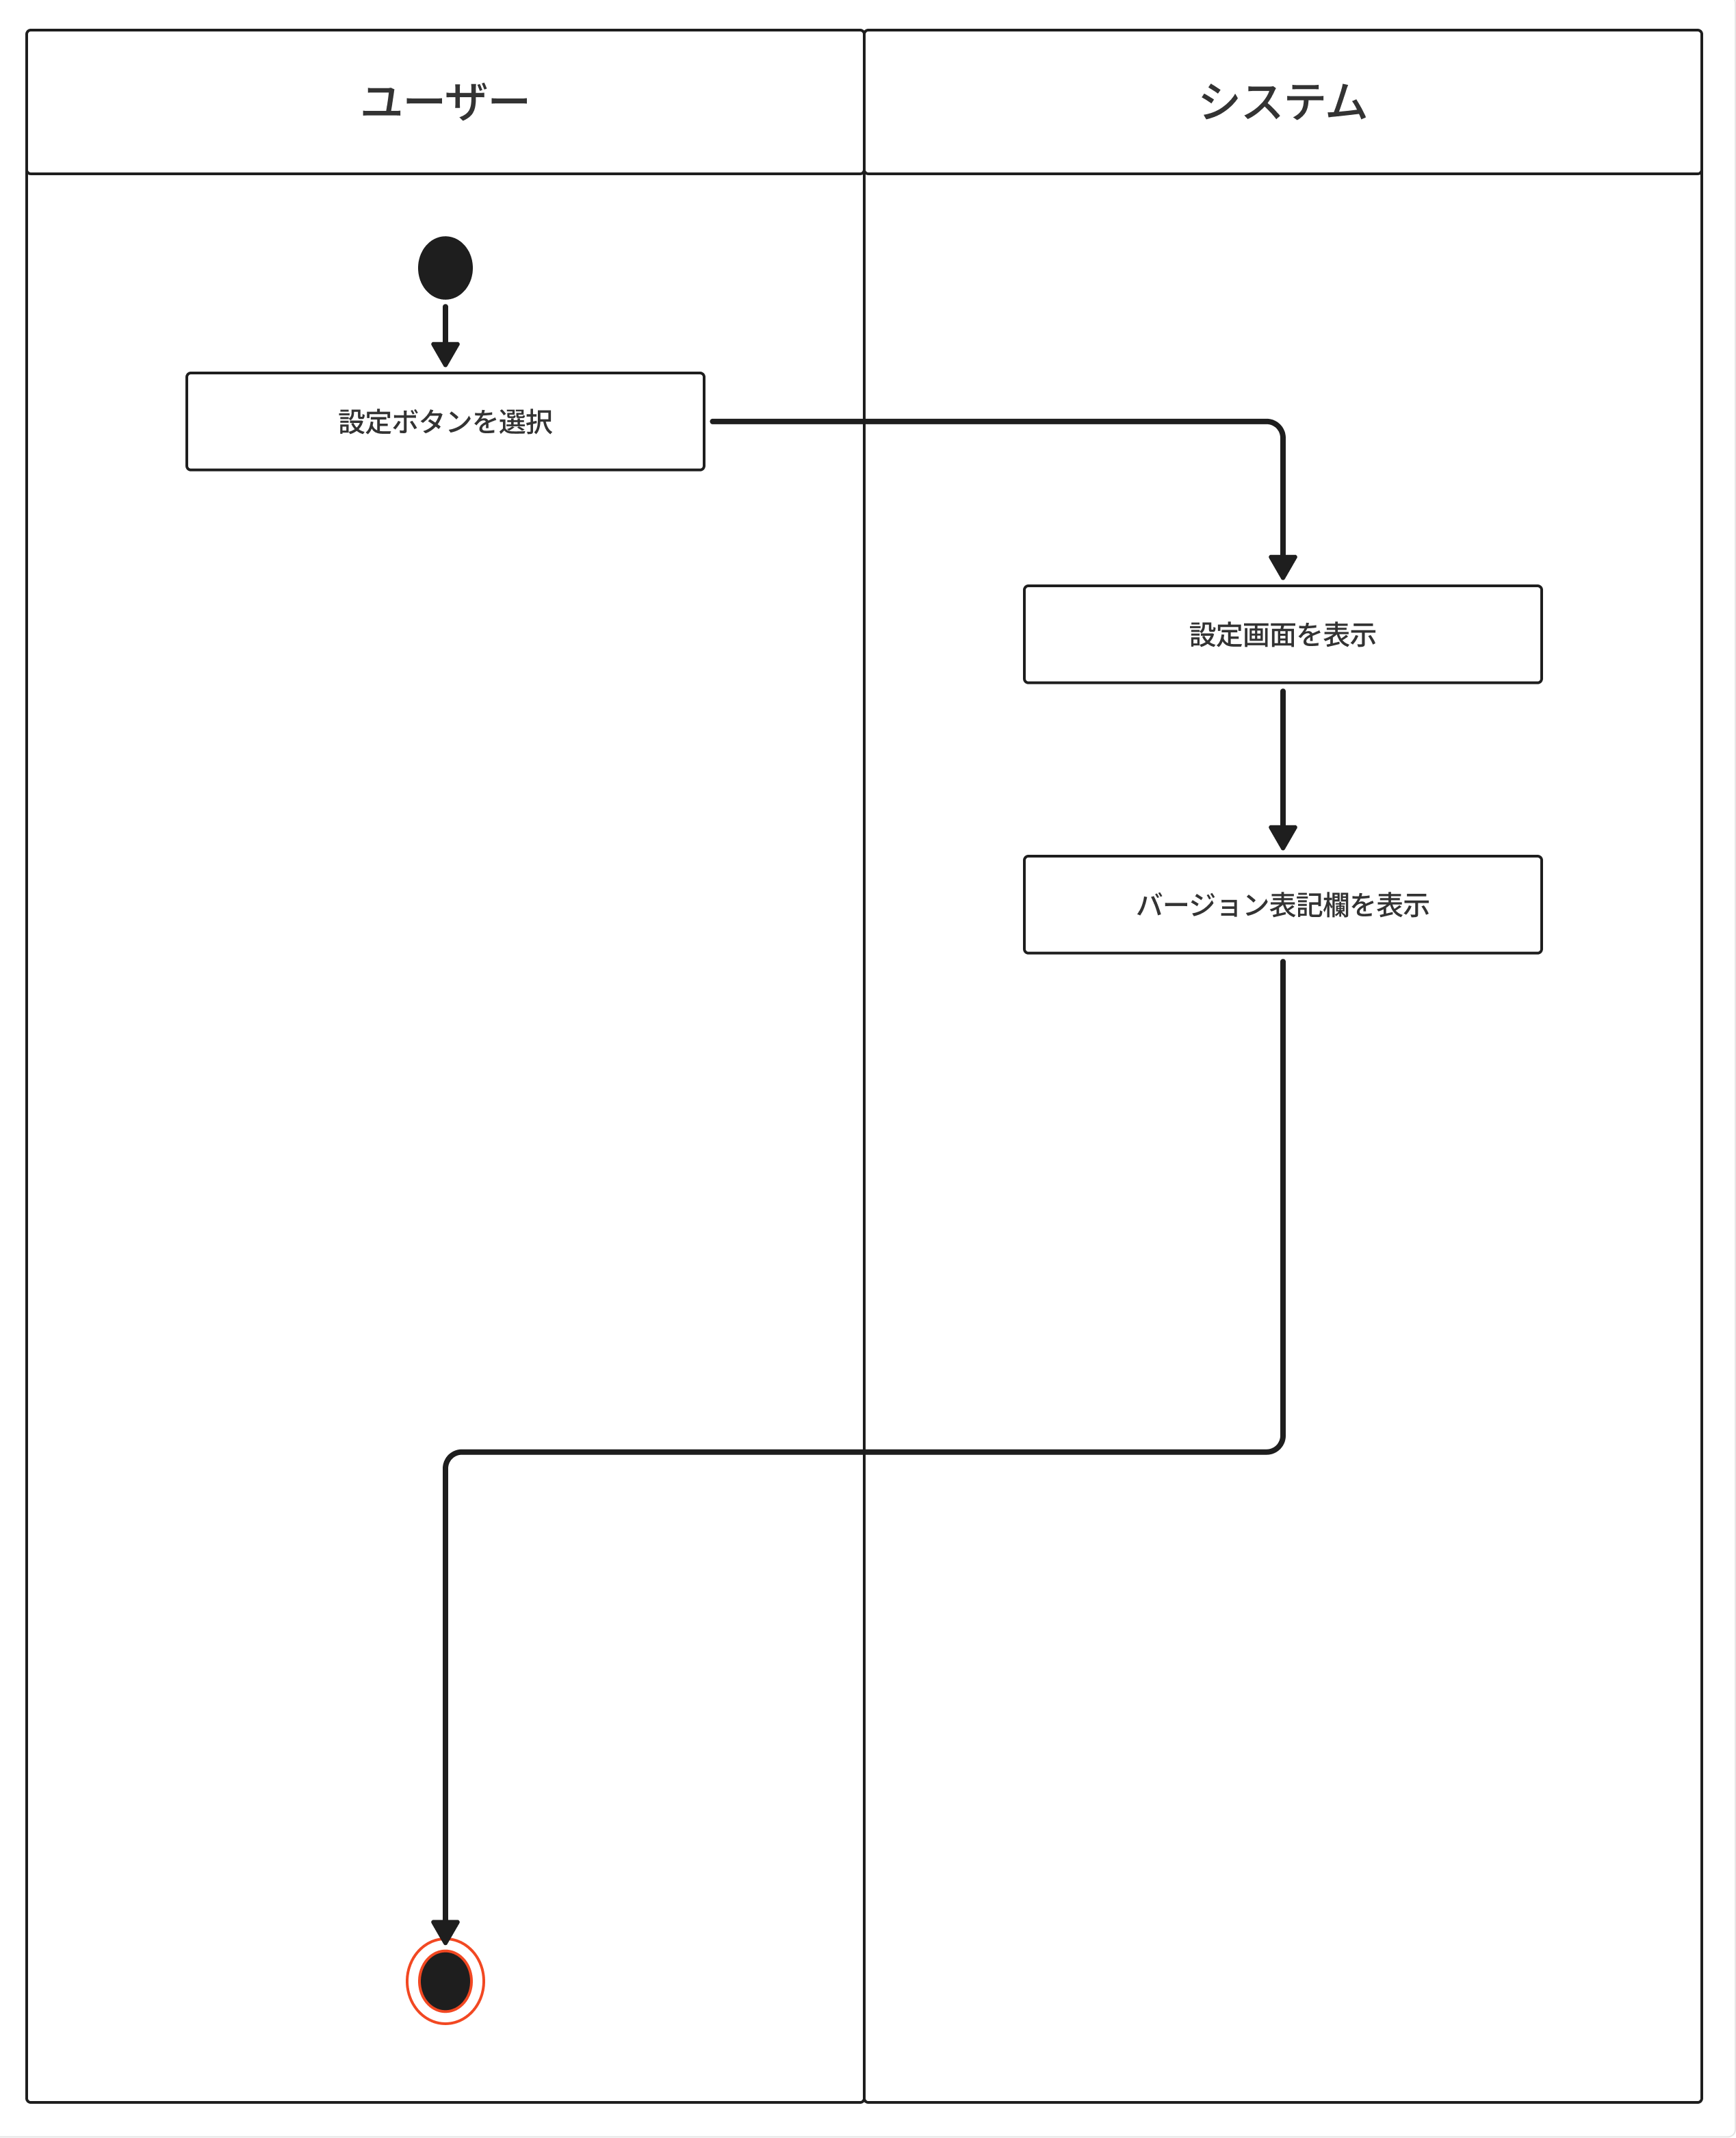 ユーザー
システム
設定ボタンを選択
設定画面を表示
バージョン表記欄を表示